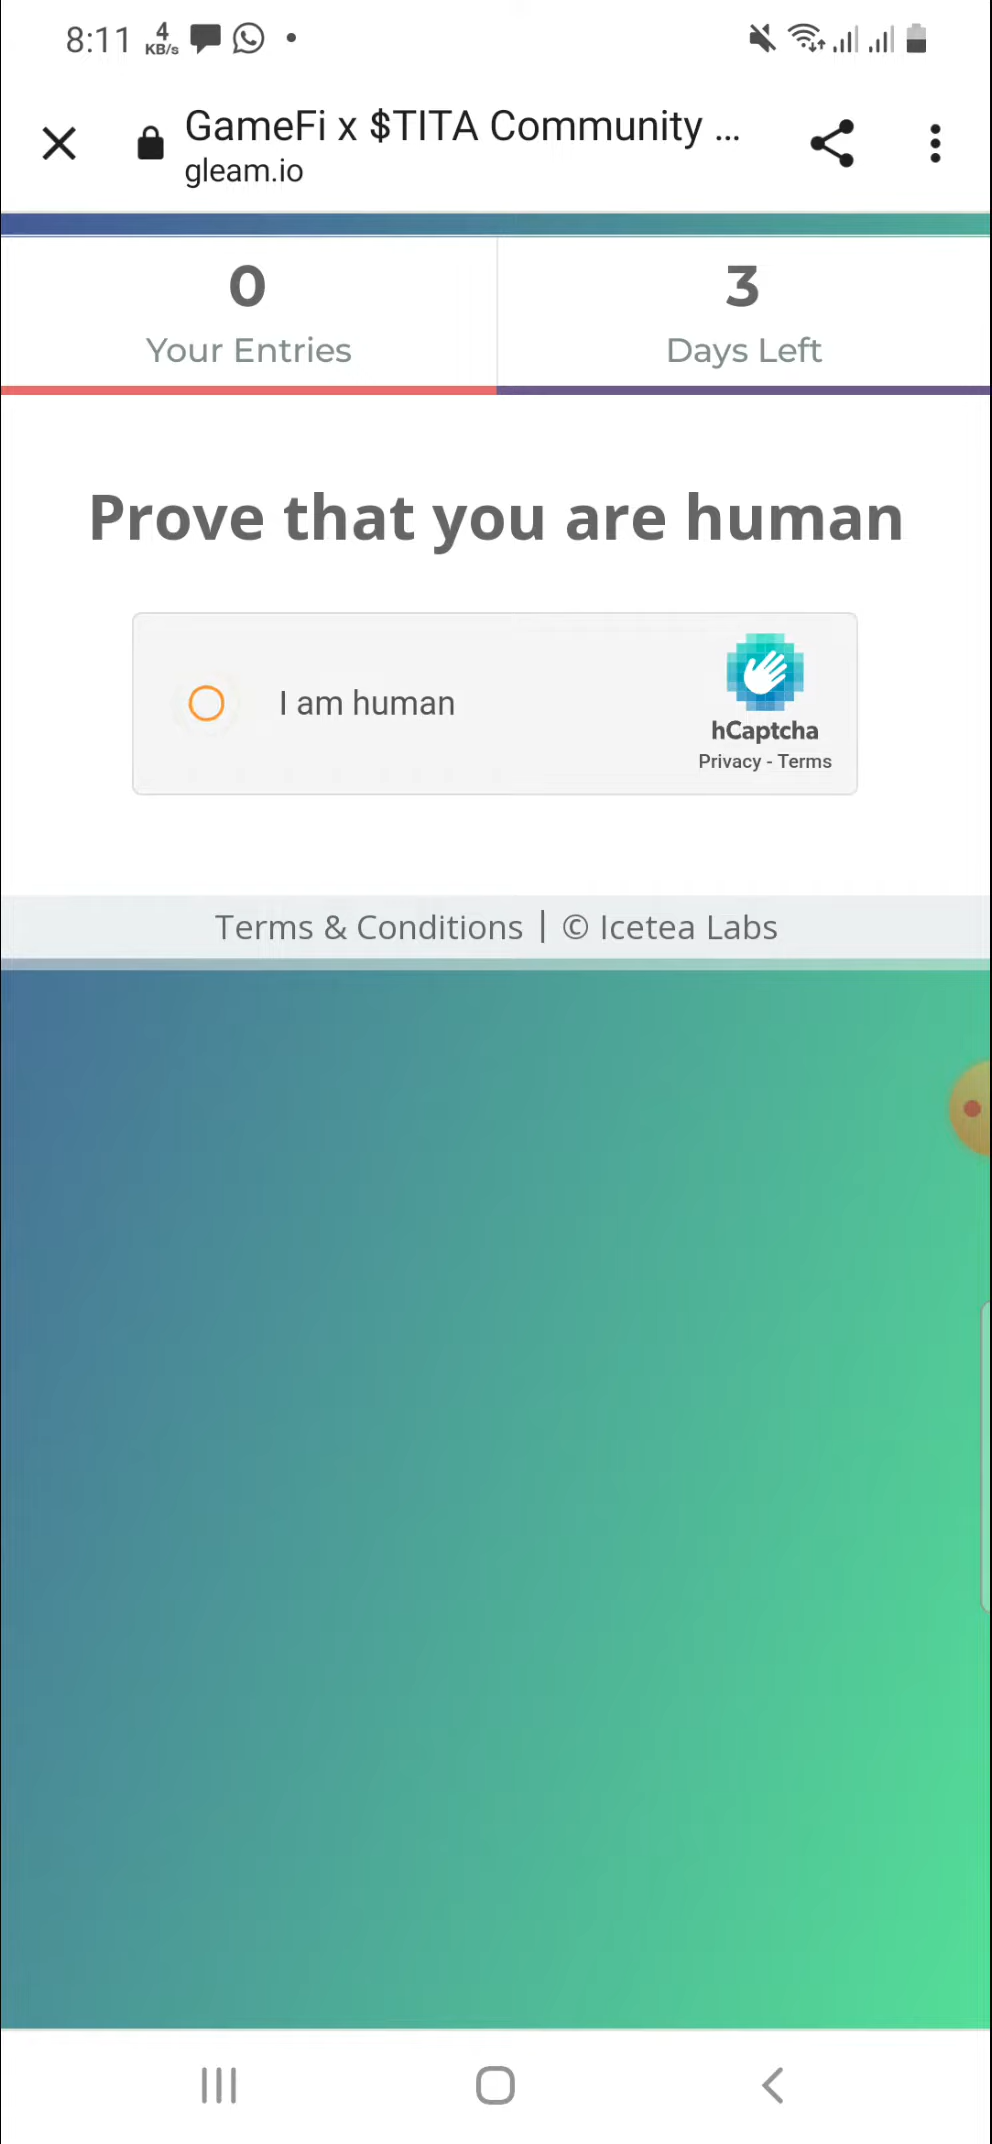 8:11 4 KB/s
GameFi x $TITA Community ...
gleam.io
0
Your Entries
3
Days Left
Prove that you are human
I am human
hCaptcha
Privacy - Terms
Terms & Conditions | © Icetea Labs